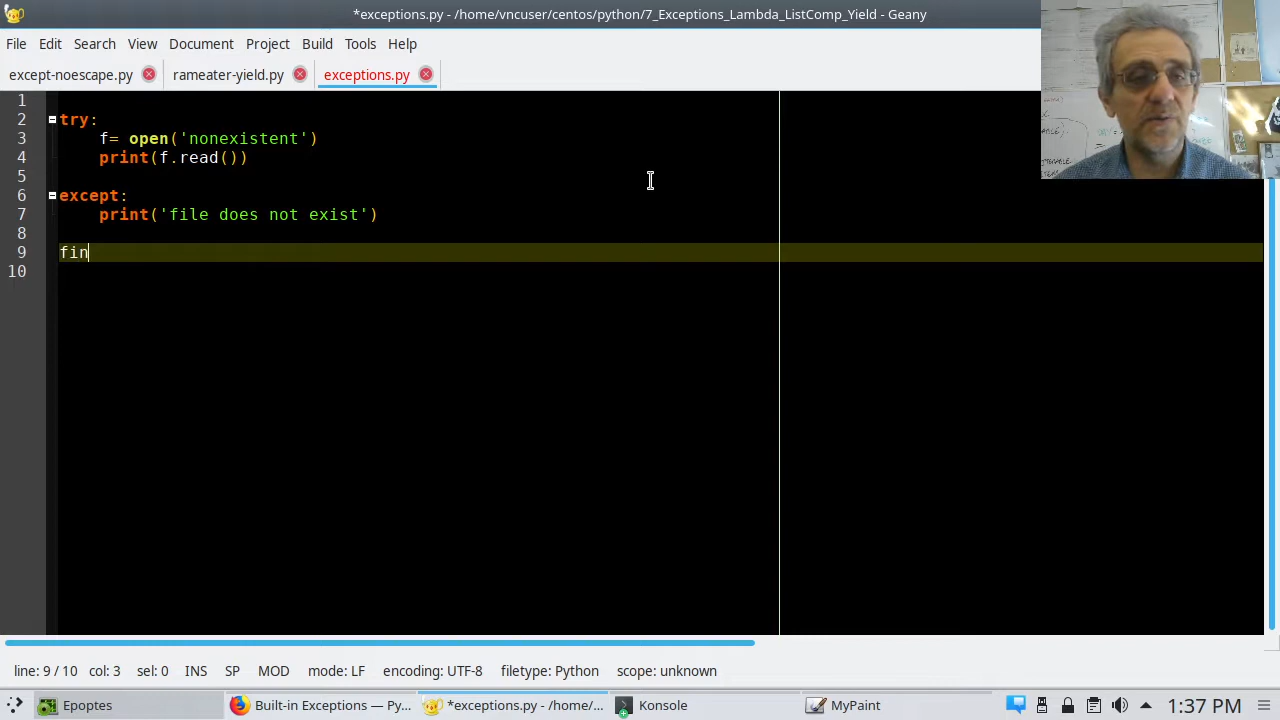 *exceptions.py - /home/vncuser/centos/python/7_Exceptions_Lambda_ListComp_Yield - Geany
File Edit Search View Document Project Build Tools Help
except-noescape.py rameater-yield.py exceptions.py
1
2 try:
3 f= open('nonexistent')
4 print(f.read())
5
6 except:
7 print('file does not exist')
8
9 fin
10
line: 9 / 10 col: 3 sel: 0 INS SP MOD mode: LF encoding: UTF-8 filetype: Python scope: unknown
Epoptes Built-in Exceptions — Py... *exceptions.py - /home/... Konsole MyPaint 1:37 PM